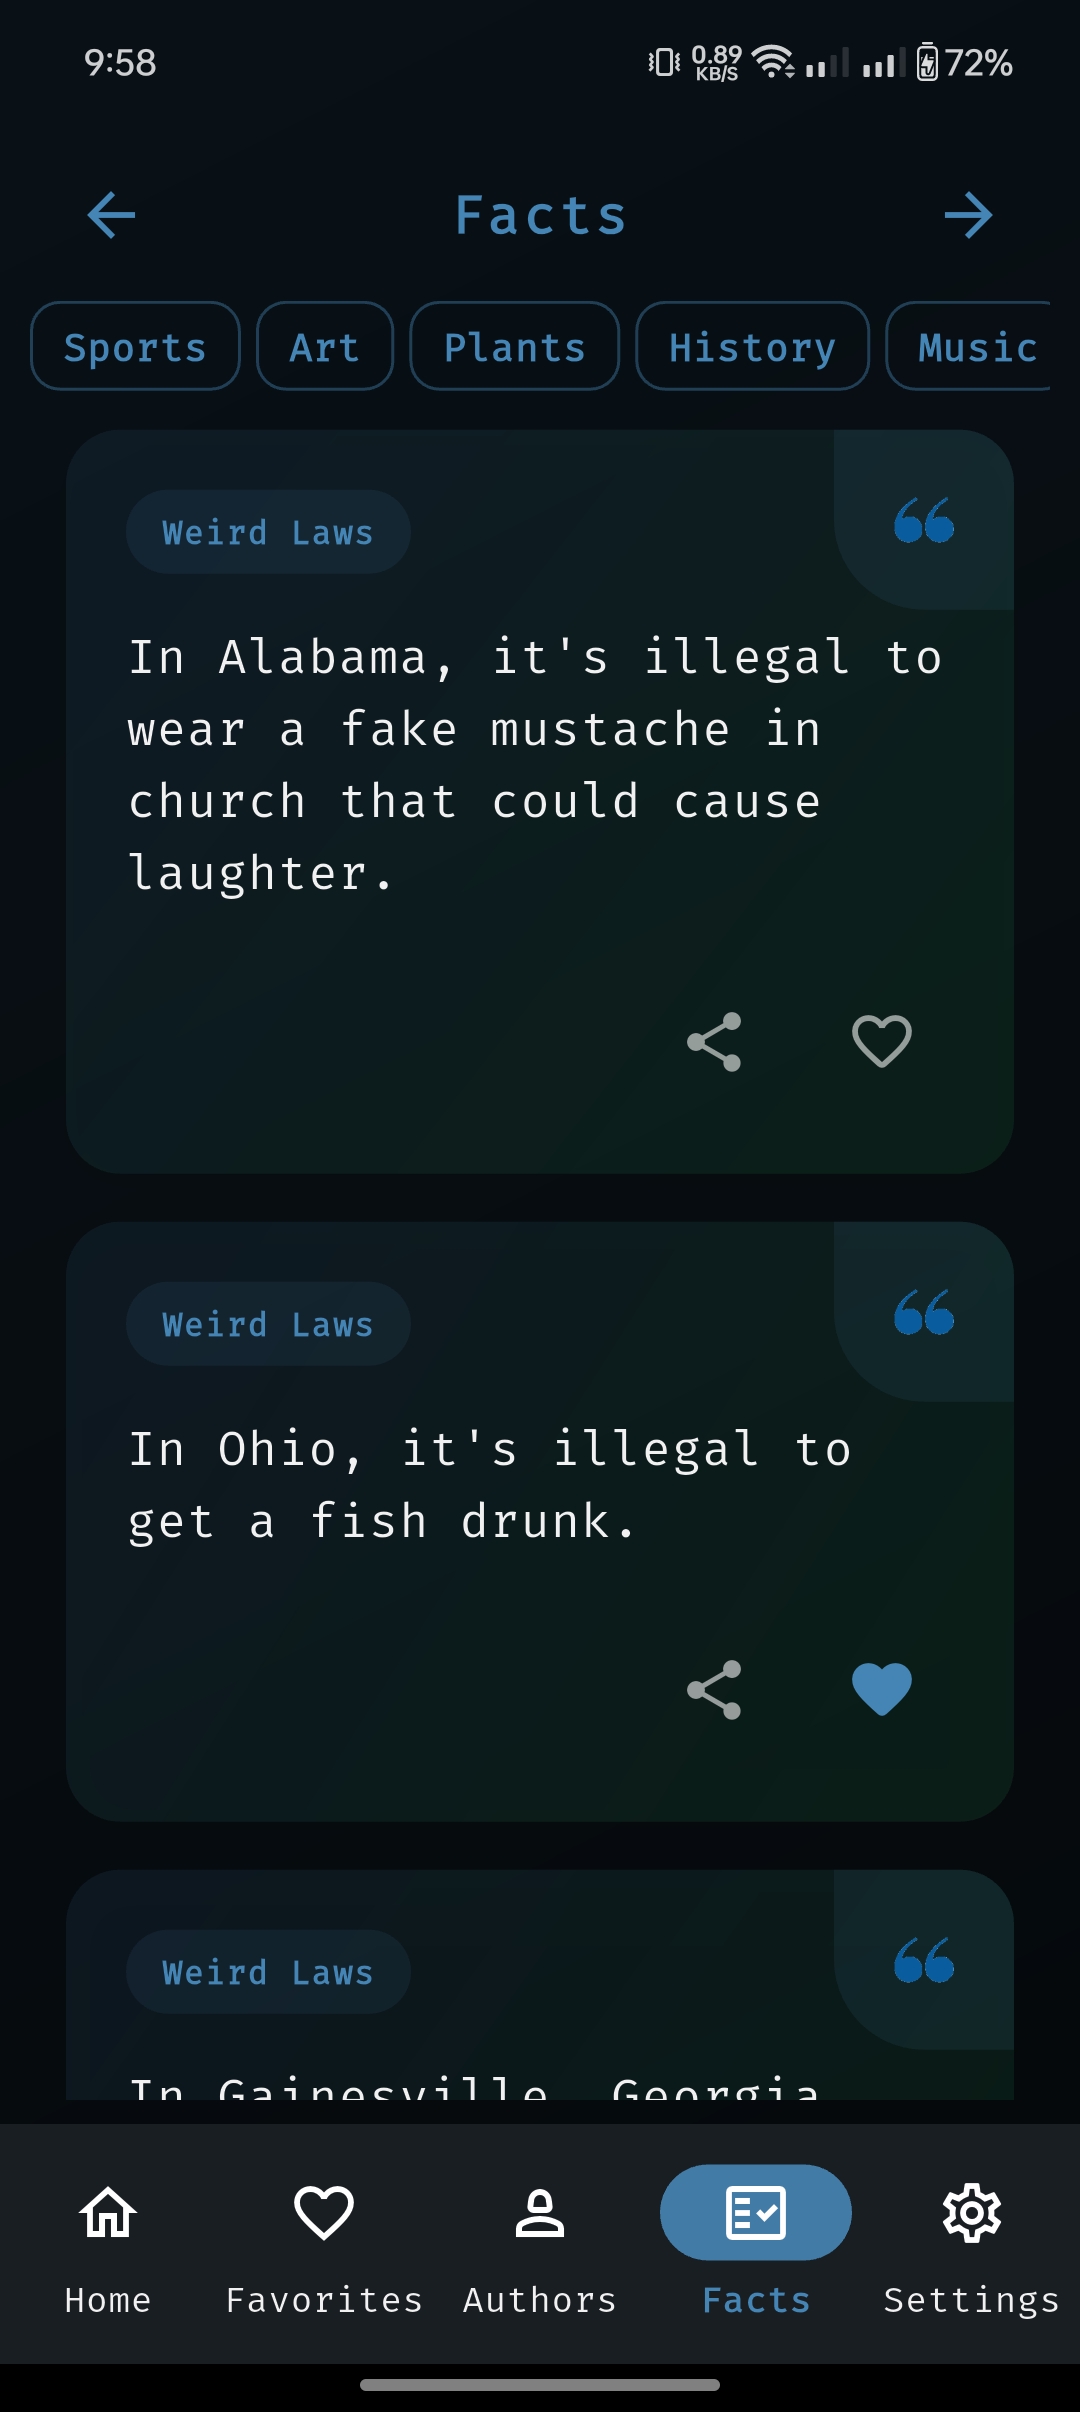 9:58
0.89
KB/S
72%
Facts
Sports Art Plants History Music
Weird Laws
In Alabama, it's illegal to
wear a fake mustache in
church that could cause
laughter.
Weird Laws
In Ohio, it's illegal to
get a fish drunk.
Weird Laws
In Gainesville, Georgia
Home Favorites Authors Facts Settings